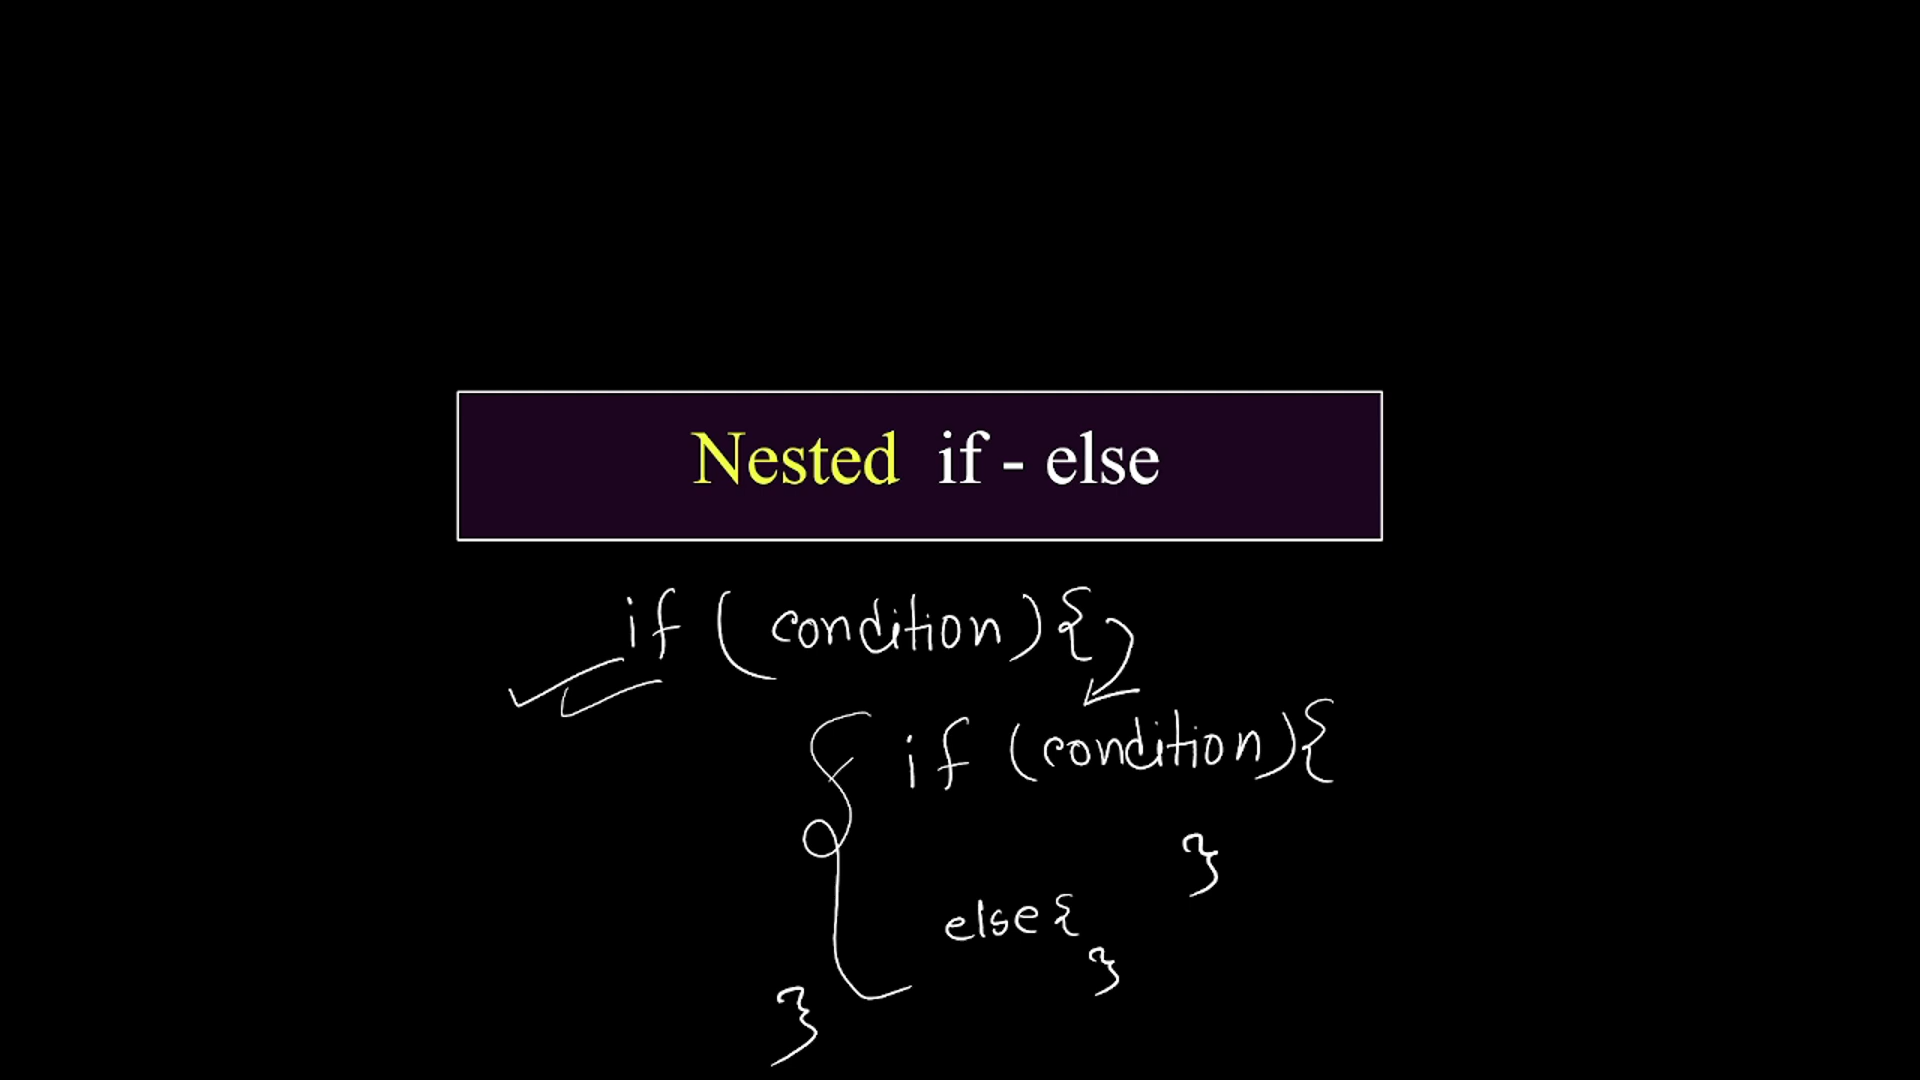 Nested if - else
if (condition){
if (condition){
}
else{
}
}